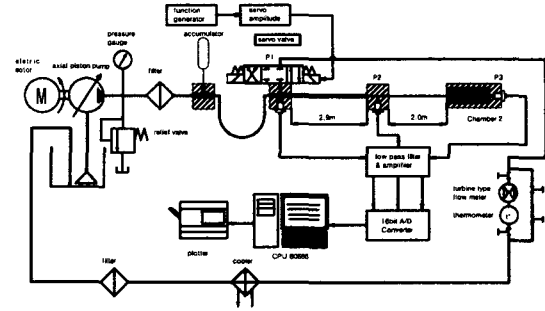 function
generator
servo
amplitude
pressure
gauge
accumulator
servo valve
P1
eletric
motor
axial piston pump
filter
P2
P3
M
2.9m
2.0m
Chamber 2
relief valve
low pass filter
& amplifier
turbine type
flow meter
thermometer
16bit A/D
Converter
plotter
CPU 80386
filter
cooler